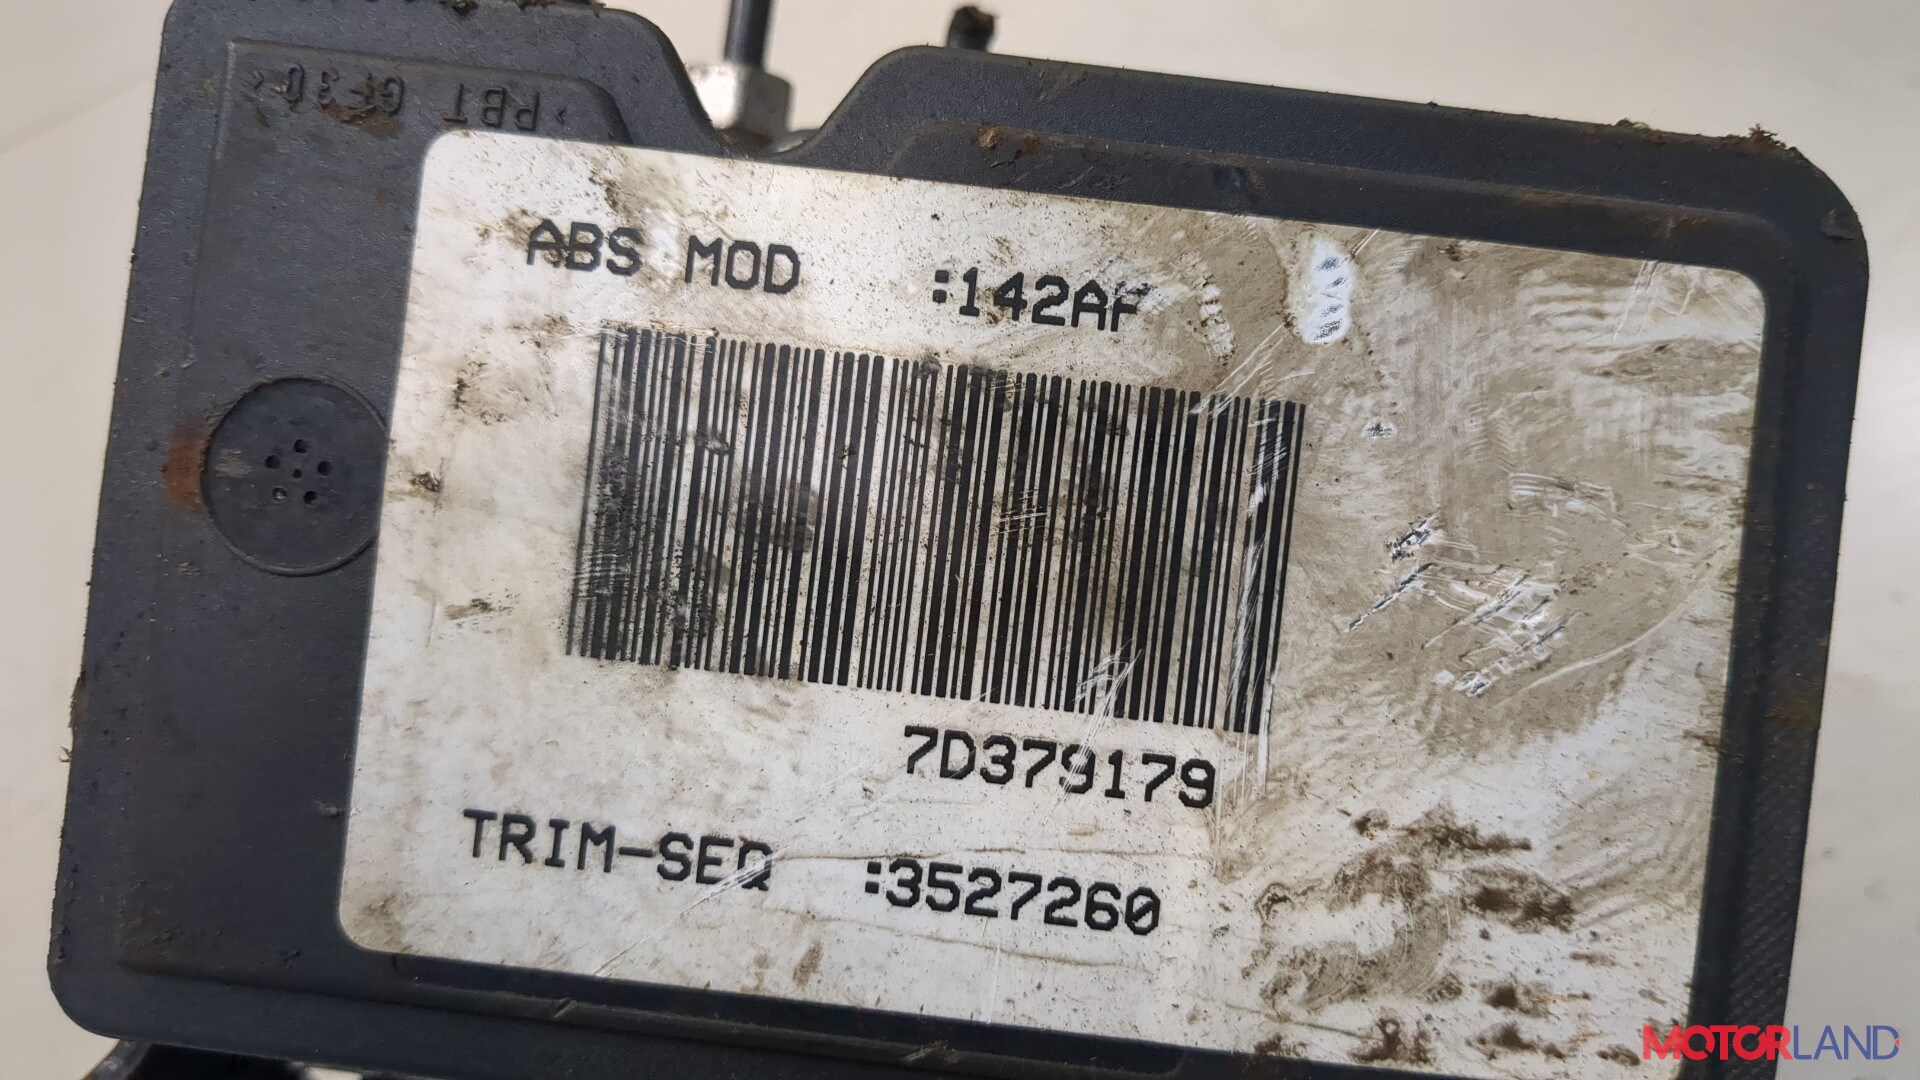 >PBT GF30<
ABS MOD :142AF
7D379179
TRIM-SEQ :3527260
MOTORLAND